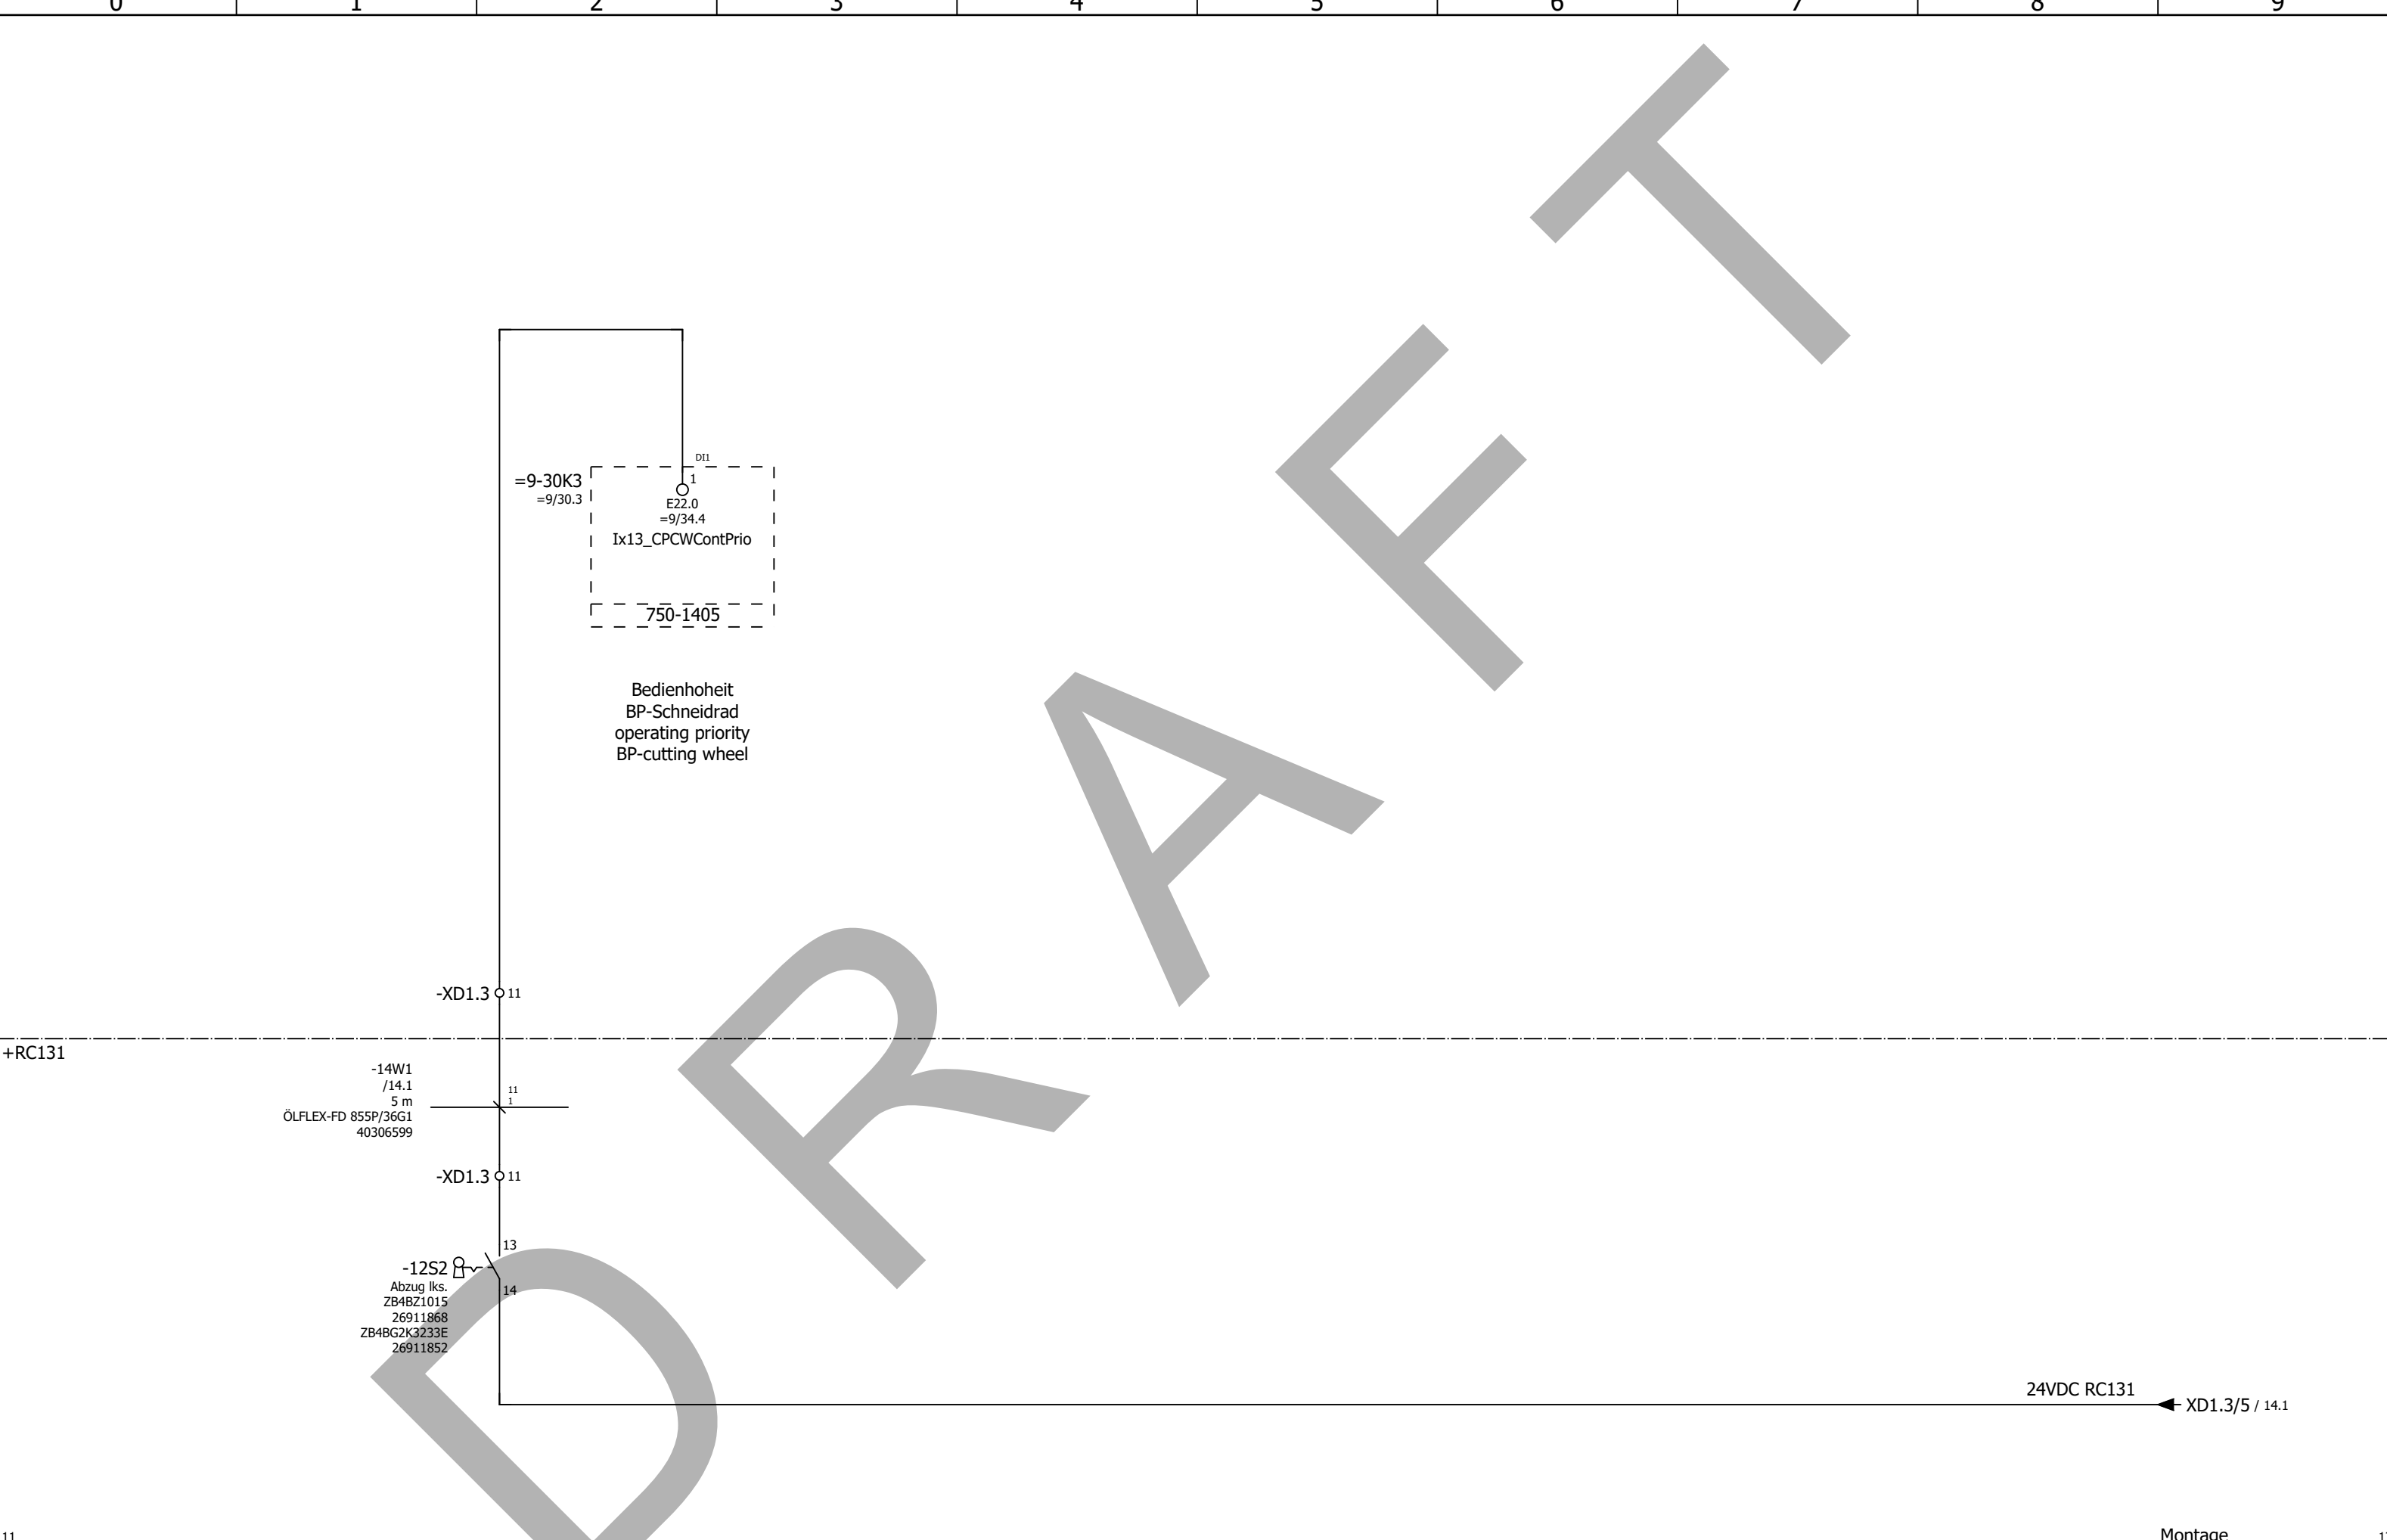 0 1 2 3 4 5 6 7 8 9
DRAFT
DI1
=9-30K3
=9/30.3
1
E22.0
=9/34.4
Ix13_CPCWContPrio
750-1405
Bedienhoheit
BP-Schneidrad
operating priority
BP-cutting wheel
-XD1.3 11
+RC131
-14W1
/14.1
5 m
ÖLFLEX-FD 855P/36G1
40306599
11
1
-XD1.3 11
13
-12S2
14
Abzug lks.
ZB4BZ1015
26911868
ZB4BG2K3233E
26911852
24VDC RC131
XD1.3/5 / 14.1
11
Montage